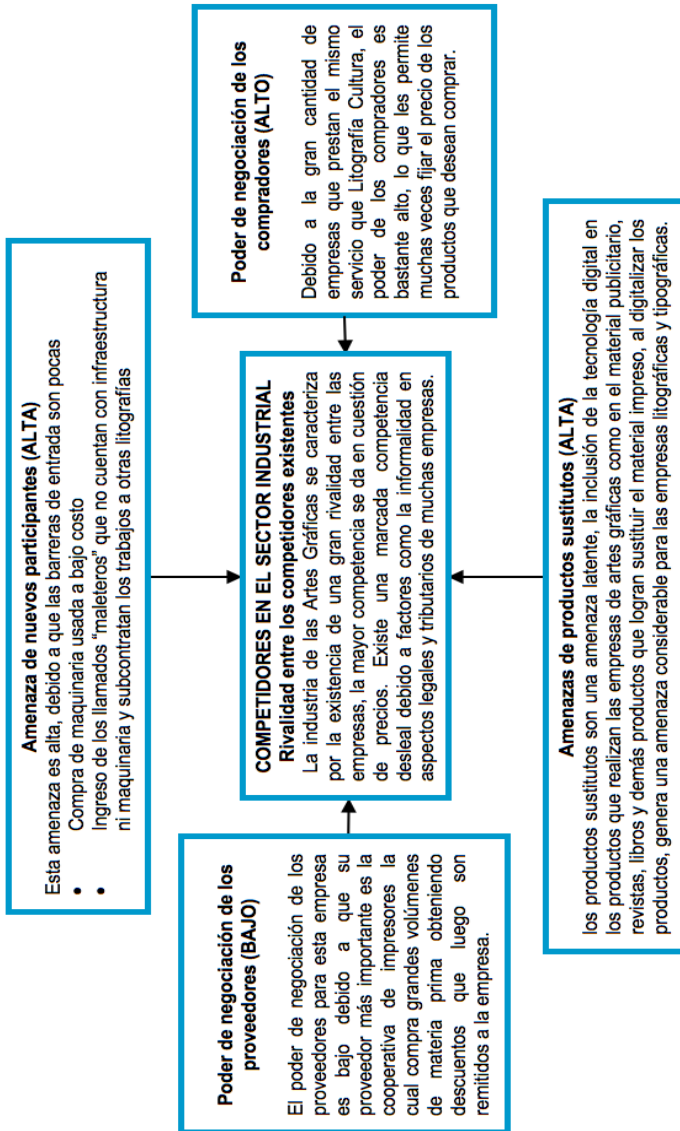 Amenaza de nuevos participantes (ALTA)
Esta amenaza es alta, debido a que las barreras de entrada son pocas
• Compra de maquinaria usada a bajo costo
• Ingreso de los llamados “maleteros” que no cuentan con infraestructura
ni maquinaria y subcontratan los trabajos a otras litografías
Poder de negociación de los
proveedores (BAJO)
El poder de negociación de los
proveedores para esta empresa
es bajo debido a que su
proveedor más importante es la
cooperativa de impresores la
cual compra grandes volúmenes
de materia prima obteniendo
descuentos que luego son
remitidos a la empresa.
COMPETIDORES EN EL SECTOR INDUSTRIAL
Rivalidad entre los competidores existentes
La industria de las Artes Gráficas se caracteriza
por la existencia de una gran rivalidad entre las
empresas, la mayor competencia se da en cuestión
de precios. Existe una marcada competencia
desleal debido a factores como la informalidad en
aspectos legales y tributarios de muchas empresas.
Poder de negociación de los
compradores (ALTO)
Debido a la gran cantidad de
empresas que prestan el mismo
servicio que Litografía Cultura, el
poder de los compradores es
bastante alto, lo que les permite
muchas veces fijar el precio de los
productos que desean comprar.
Amenazas de productos sustitutos (ALTA)
los productos sustitutos son una amenaza latente, la inclusión de la tecnología digital en
los productos que realizan las empresas de artes gráficas como en el material publicitario,
revistas, libros y demás productos que logran sustituir el material impreso, al digitalizar los
productos, genera una amenaza considerable para las empresas litográficas y tipográficas.